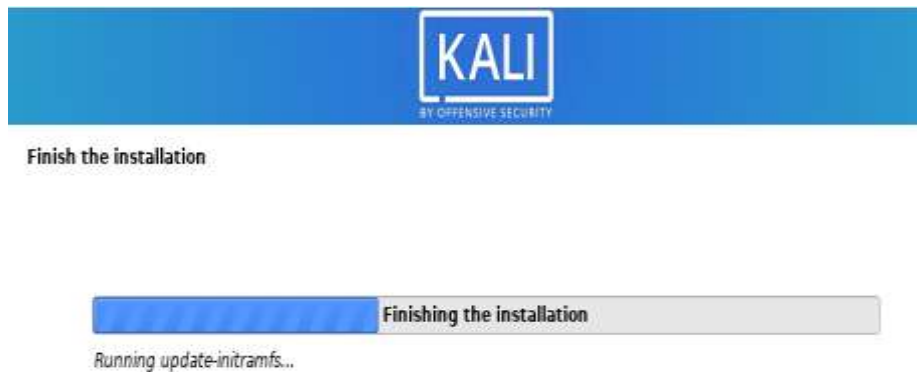 KALI
BY OFFENSIVE SECURITY
Finish the installation
Finishing the installation
Running update-initramfs...